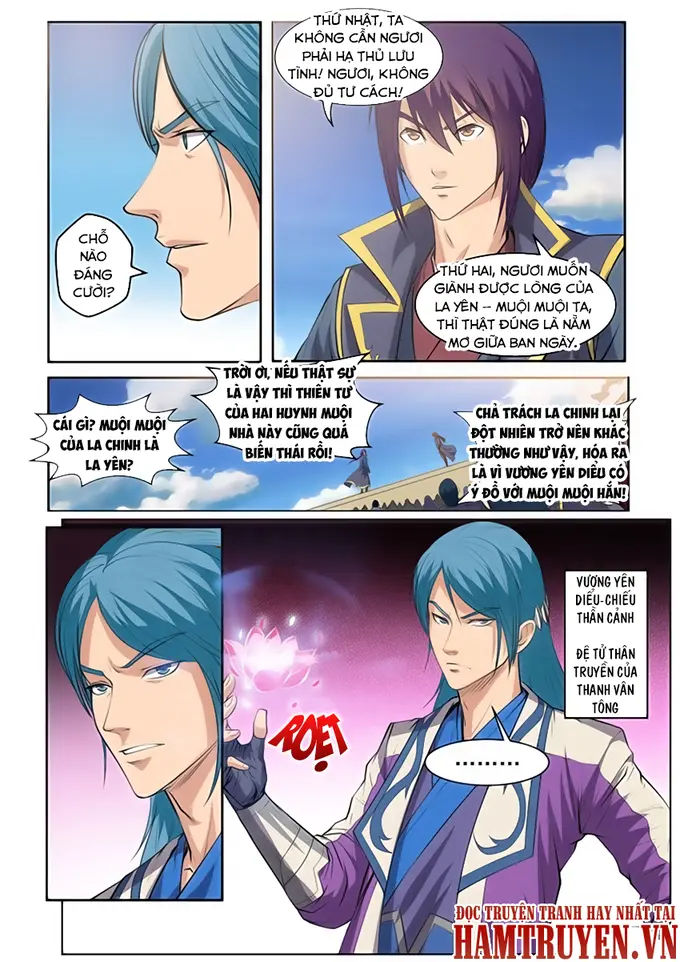 CHỖ
NÀO
ĐÁNG
CƯỜI?
THỨ NHẬT, TA
KHÔNG CẦN NGƯƠI
PHẢI HẠ THỦ LƯU
TÌNH! NGƯƠI, KHÔNG
ĐỦ TƯ CÁCH!
THỨ HAI, NGƯƠI MUỐN
GIÀNH ĐƯỢC LÒNG CỦA
LA YÊN -- MUỘI MUỘI TA,
THÌ THẬT ĐÚNG LÀ NẰM
MƠ GIỮA BAN NGÀY.
CÁI GÌ? MUỘI MUỘI
CỦA LA CHINH LÀ
LA YÊN?
TRỜI ƠI, NẾU THẬT SỰ
LÀ VẬY THÌ THIÊN TƯ
CỦA HAI HUYNH MUỘI
NHÀ NÀY CŨNG QUÁ
BIẾN THÁI RỒI!
CHẢ TRÁCH LA CHINH LẠI
ĐỘT NHIÊN TRỞ NÊN KHÁC
THƯỜNG NHƯ VẬY, HÓA RA
LÀ VÌ VƯƠNG YÊN DIỂU CÓ
Ý ĐỒ VỚI MUỘI MUỘI HẮN!
ROẸT
VƯƠNG YÊN
DIỂU-CHIẾU
THẦN CẢNH
ĐỆ TỬ THÂN
TRUYỀN CỦA
THANH VÂN
TÔNG
.........
ĐỌC TRUYỆN TRANH HAY NHẤT TẠI
HAMTRUYEN.VN